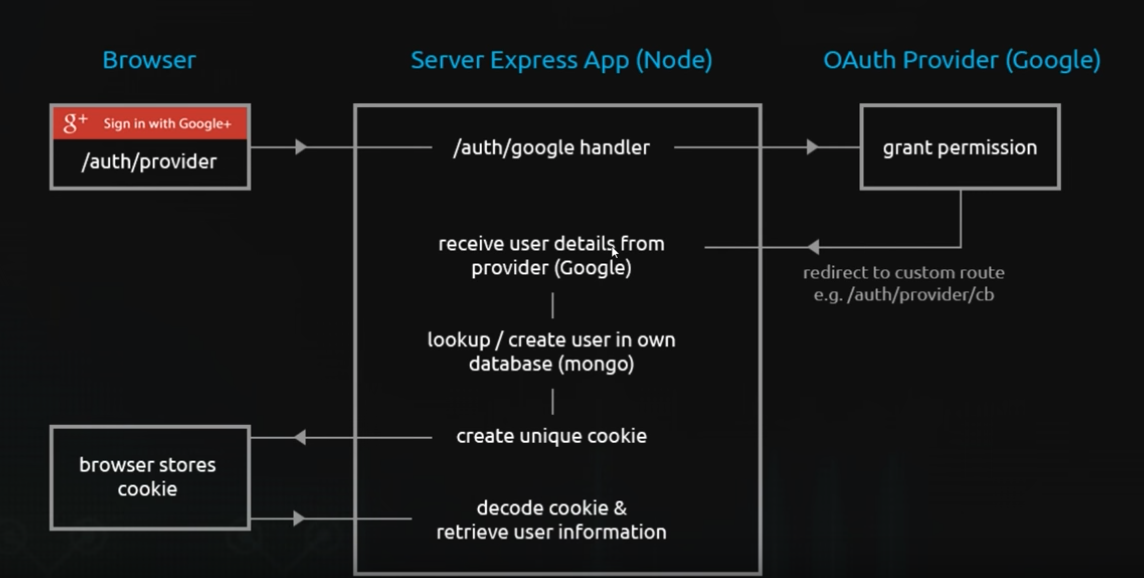 Browser
Server Express App (Node)
OAuth Provider (Google)
g+ Sign in with Google+
/auth/provider
/auth/google handler
grant permission
receive user details from
provider (Google)
redirect to custom route
e.g. /auth/provider/cb
lookup / create user in own
database (mongo)
create unique cookie
browser stores
cookie
decode cookie &
retrieve user information